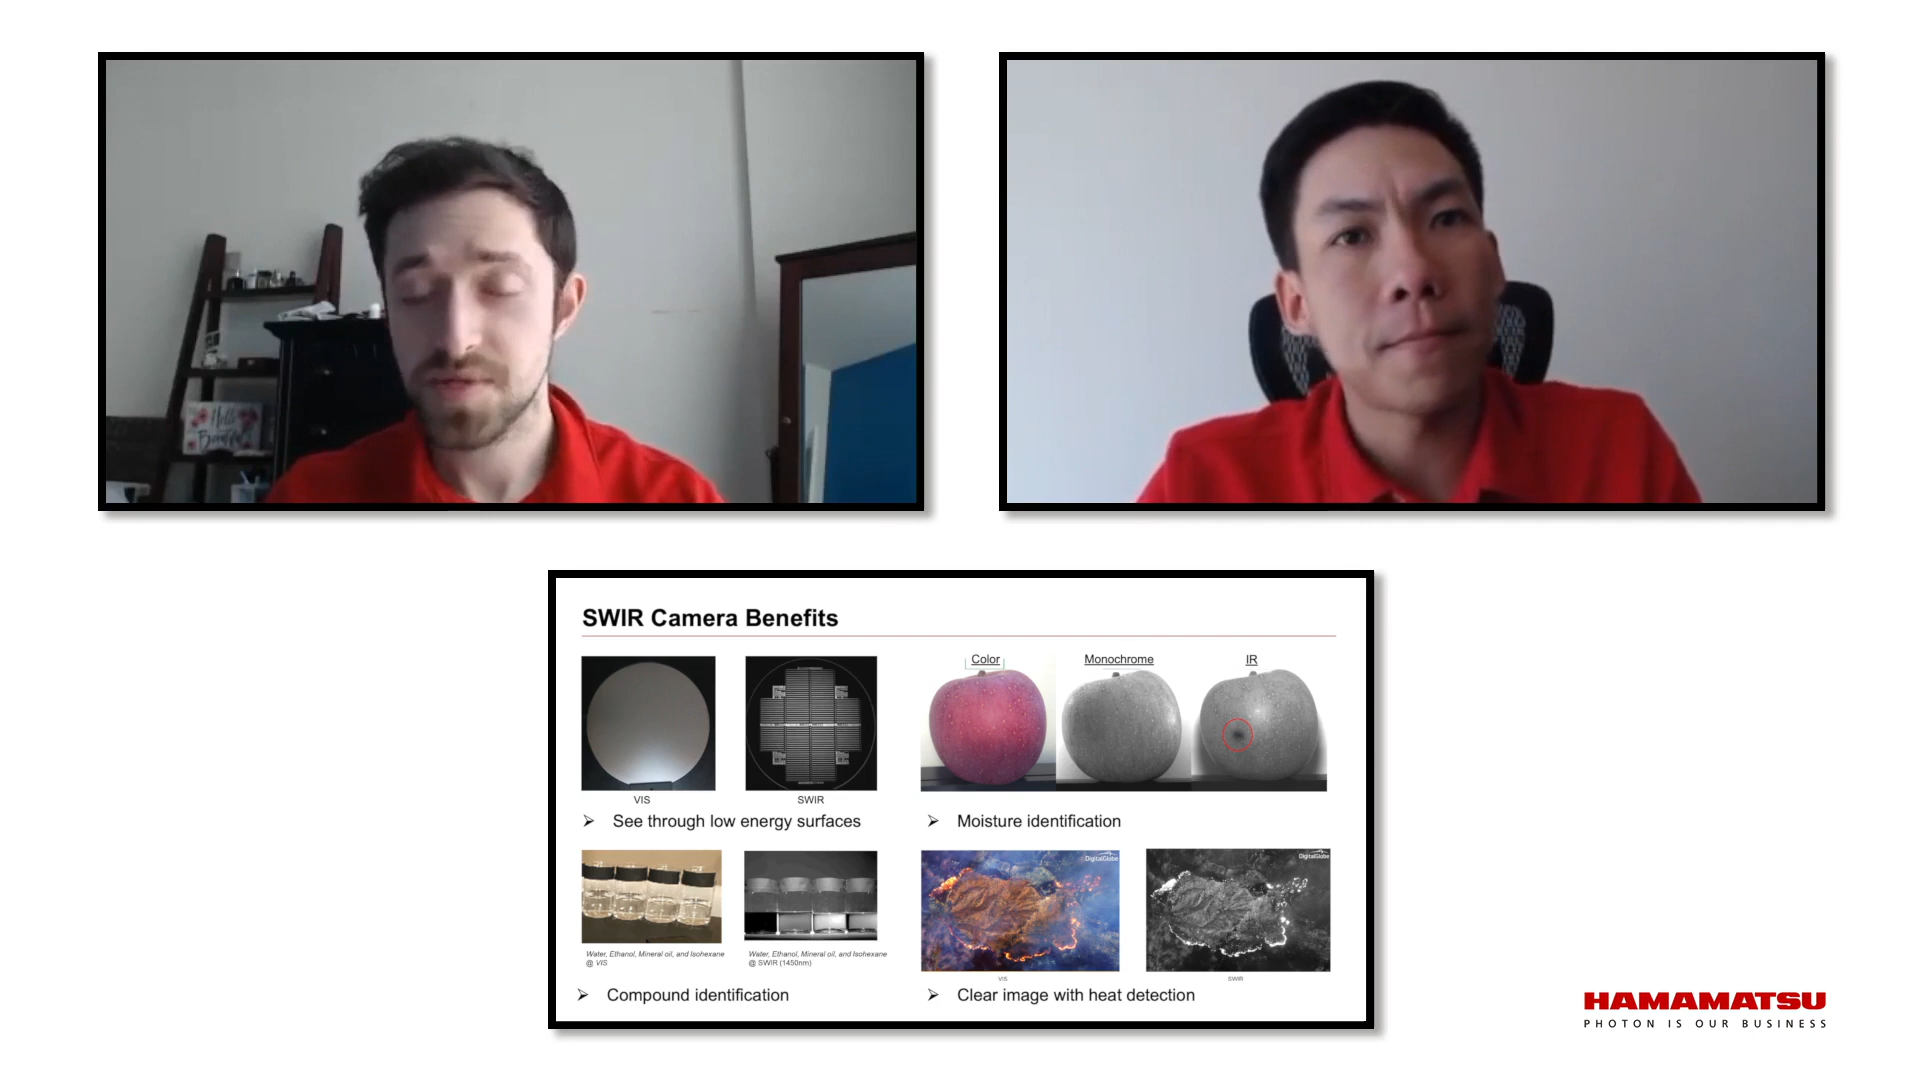 Hello
Beautiful
SWIR Camera Benefits
Color
Monochrome
IR
VIS
SWIR
➢ See through low energy surfaces
➢ Moisture identification
DigitalGlobe
DigitalGlobe
Water, Ethanol, Mineral oil, and Isohexane
@ VIS
Water, Ethanol, Mineral oil, and Isohexane
@ SWIR (1450nm)
VIS
SWIR
➢ Compound identification
➢ Clear image with heat detection
HAMAMATSU
PHOTON IS OUR BUSINESS